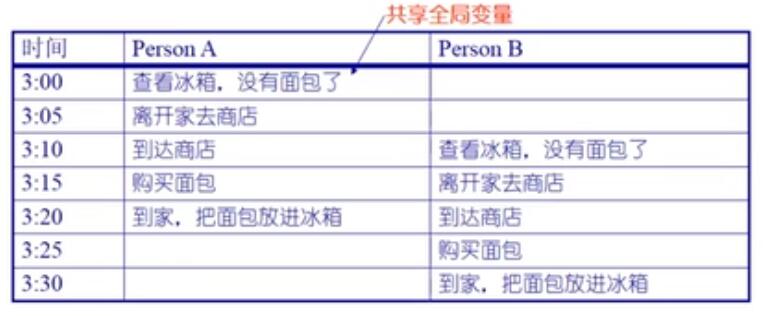 共享全局变量
时间 Person A Person B
3:00 查看冰箱，没有面包了
3:05 离开家去商店
3:10 到达商店 查看冰箱，没有面包了
3:15 购买面包 离开家去商店
3:20 到家，把面包放进冰箱 到达商店
3:25 购买面包
3:30 到家，把面包放进冰箱